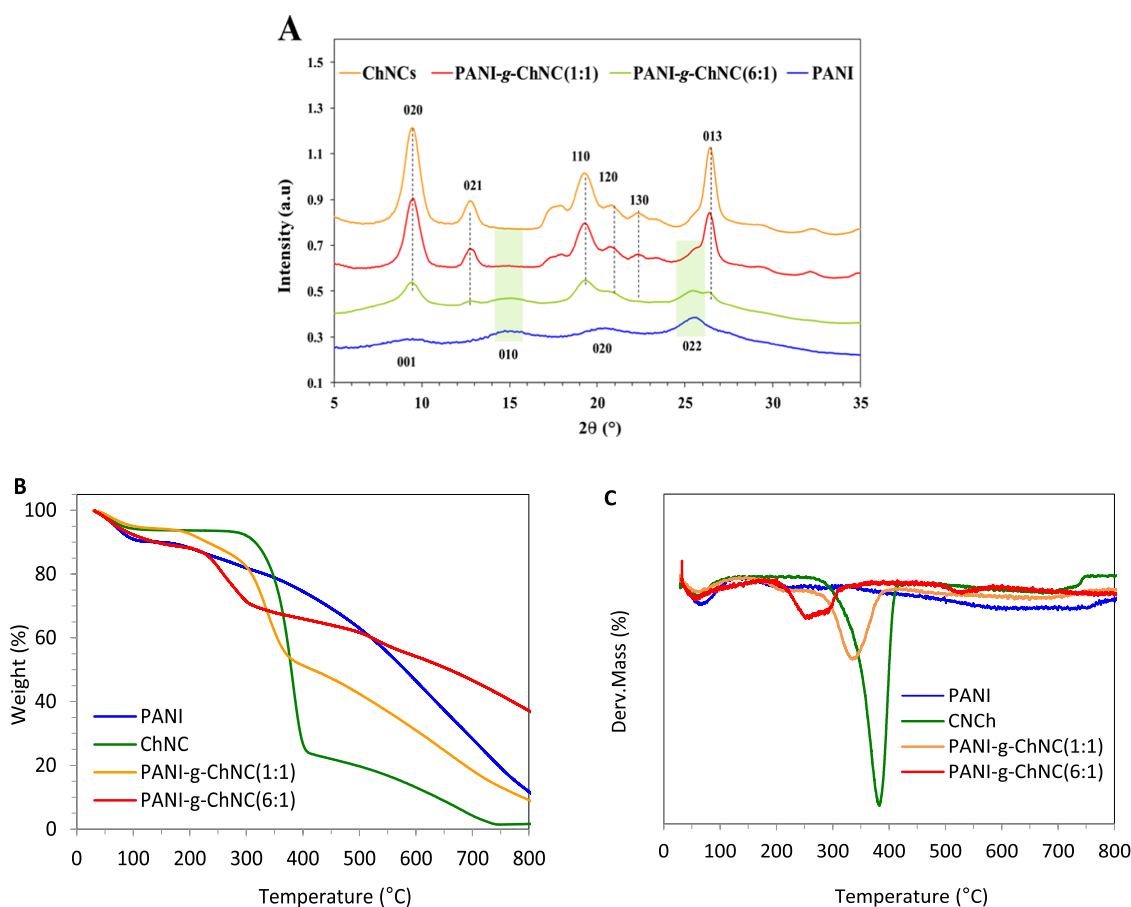 A
1.5
1.3
1.1
0.9
0.7
0.5
0.3
0.1
Intensity (a.u)
ChNCs PANI-g-ChNC(1:1) PANI-g-ChNC(6:1) PANI
020
021
110
120
130
013
001
010
020
022
5 10 15 20 25 30 35
2θ (°)
B
100
80
60
40
20
0
Weight (%)
PANI
ChNC
PANI-g-ChNC(1:1)
PANI-g-ChNC(6:1)
0 100 200 300 400 500 600 700 800
Temperature (°C)
C
Derv.Mass (%)
PANI
CNCh
PANI-g-ChNC(1:1)
PANI-g-ChNC(6:1)
0 100 200 300 400 500 600 700 800
Temperature (°C)